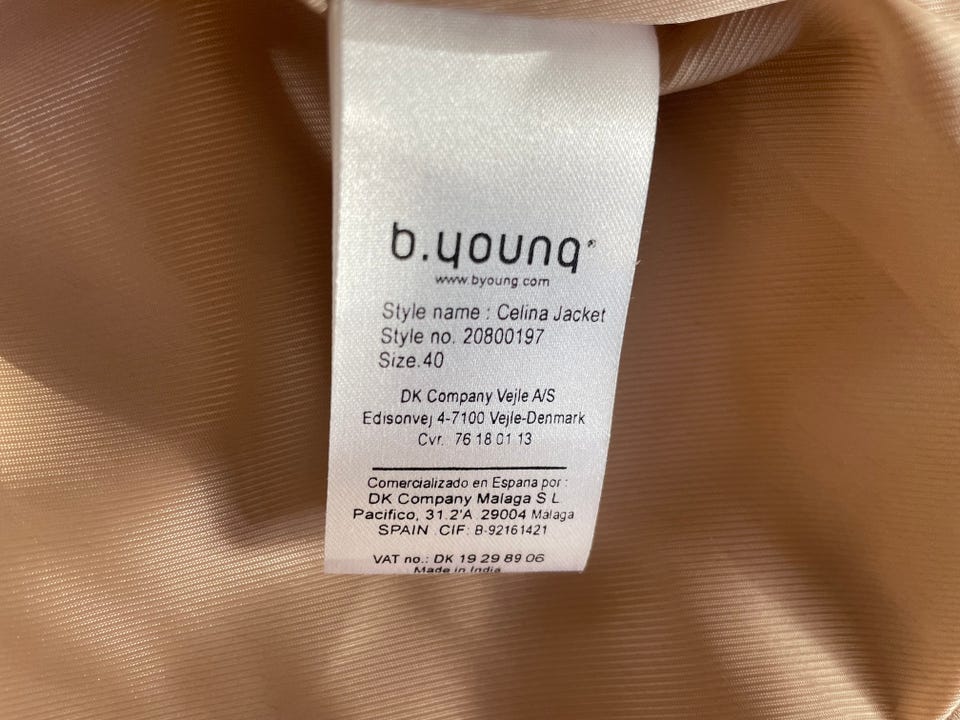 b.young®
www.byoung.com
Style name : Celina Jacket
Style no. 20800197
Size.40
DK Company Vejle A/S
Edisonvej 4-7100 Vejle-Denmark
Cvr. 76 18 01 13
Comercializado en Espana por :
DK Company Malaga S L
Pacifico, 31.2'A 29004 Malaga
SPAIN CIF: B-92161421
VAT no.: DK 19 29 89 06
Made in India